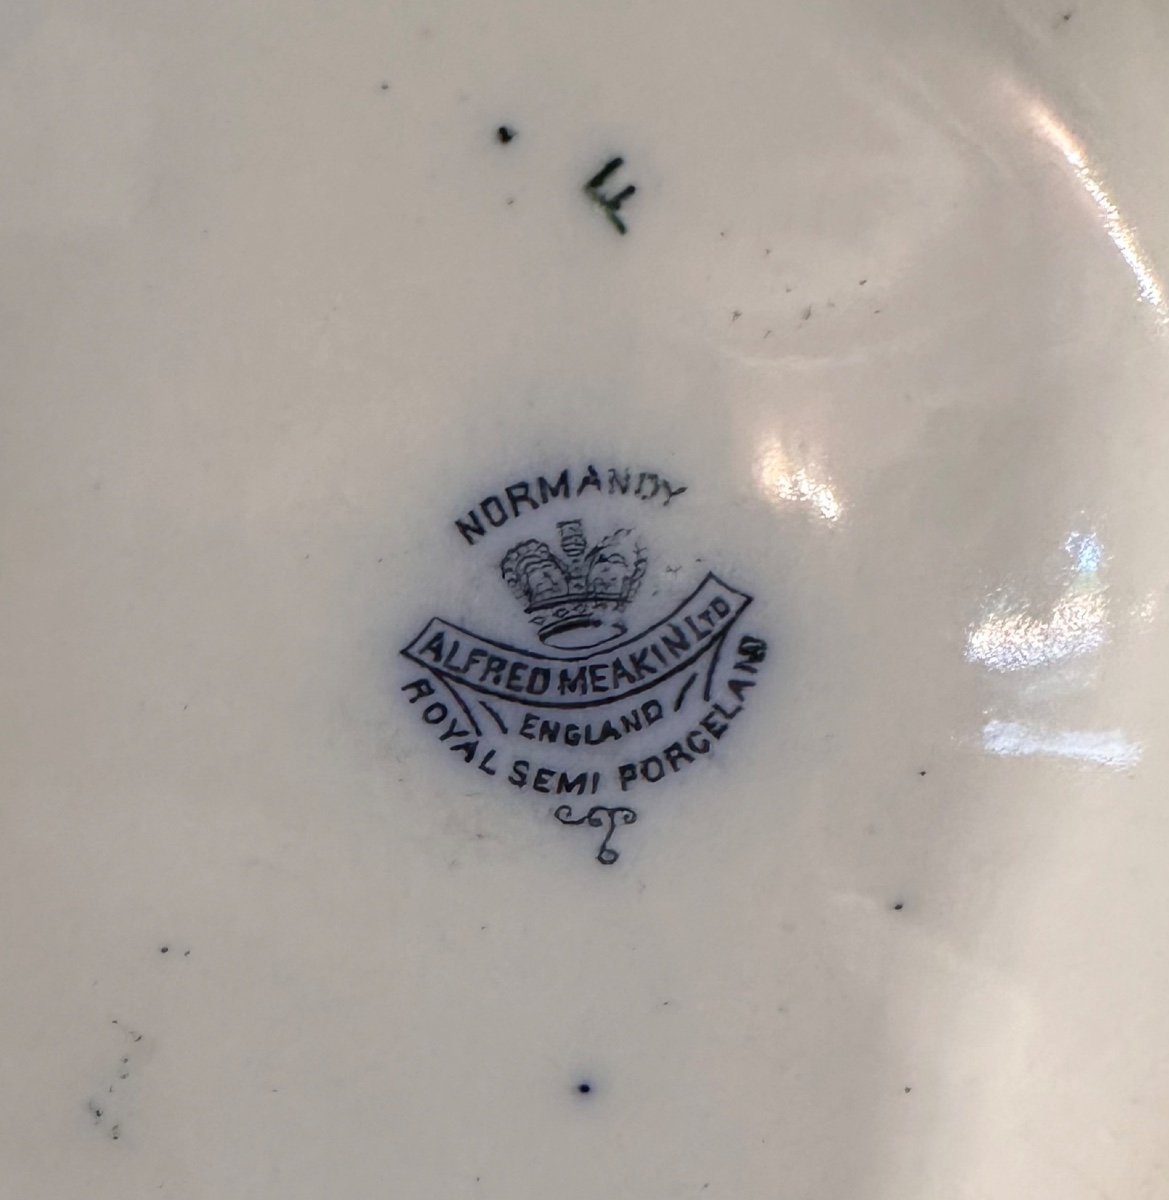 F
NORMANDY
ALFRED MEAKIN LTD
ENGLAND
ROYAL SEMI PORCELAIN